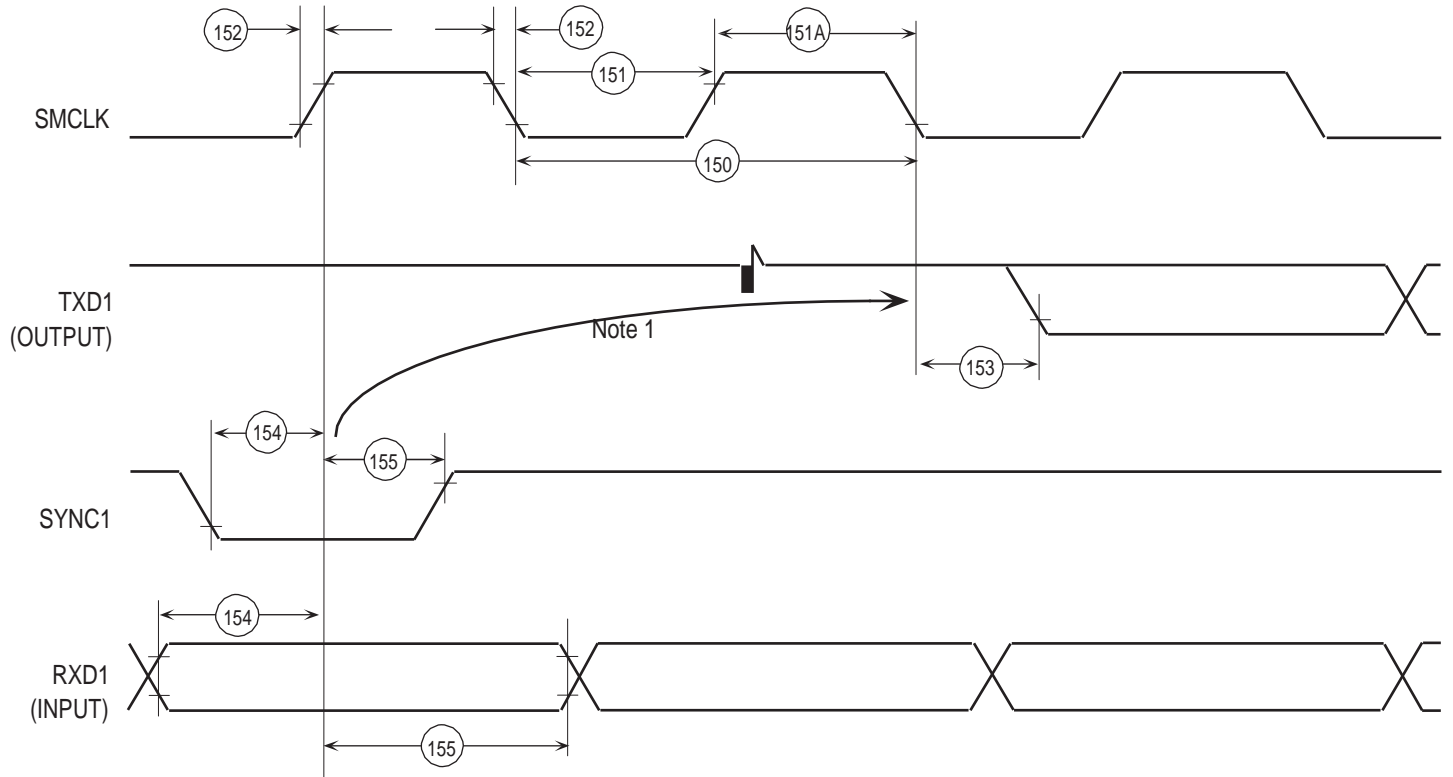 152
152
151A
151
SMCLK
150
TXD1
(OUTPUT)
Note 1
153
154
155
SYNC1
154
RXD1
(INPUT)
155